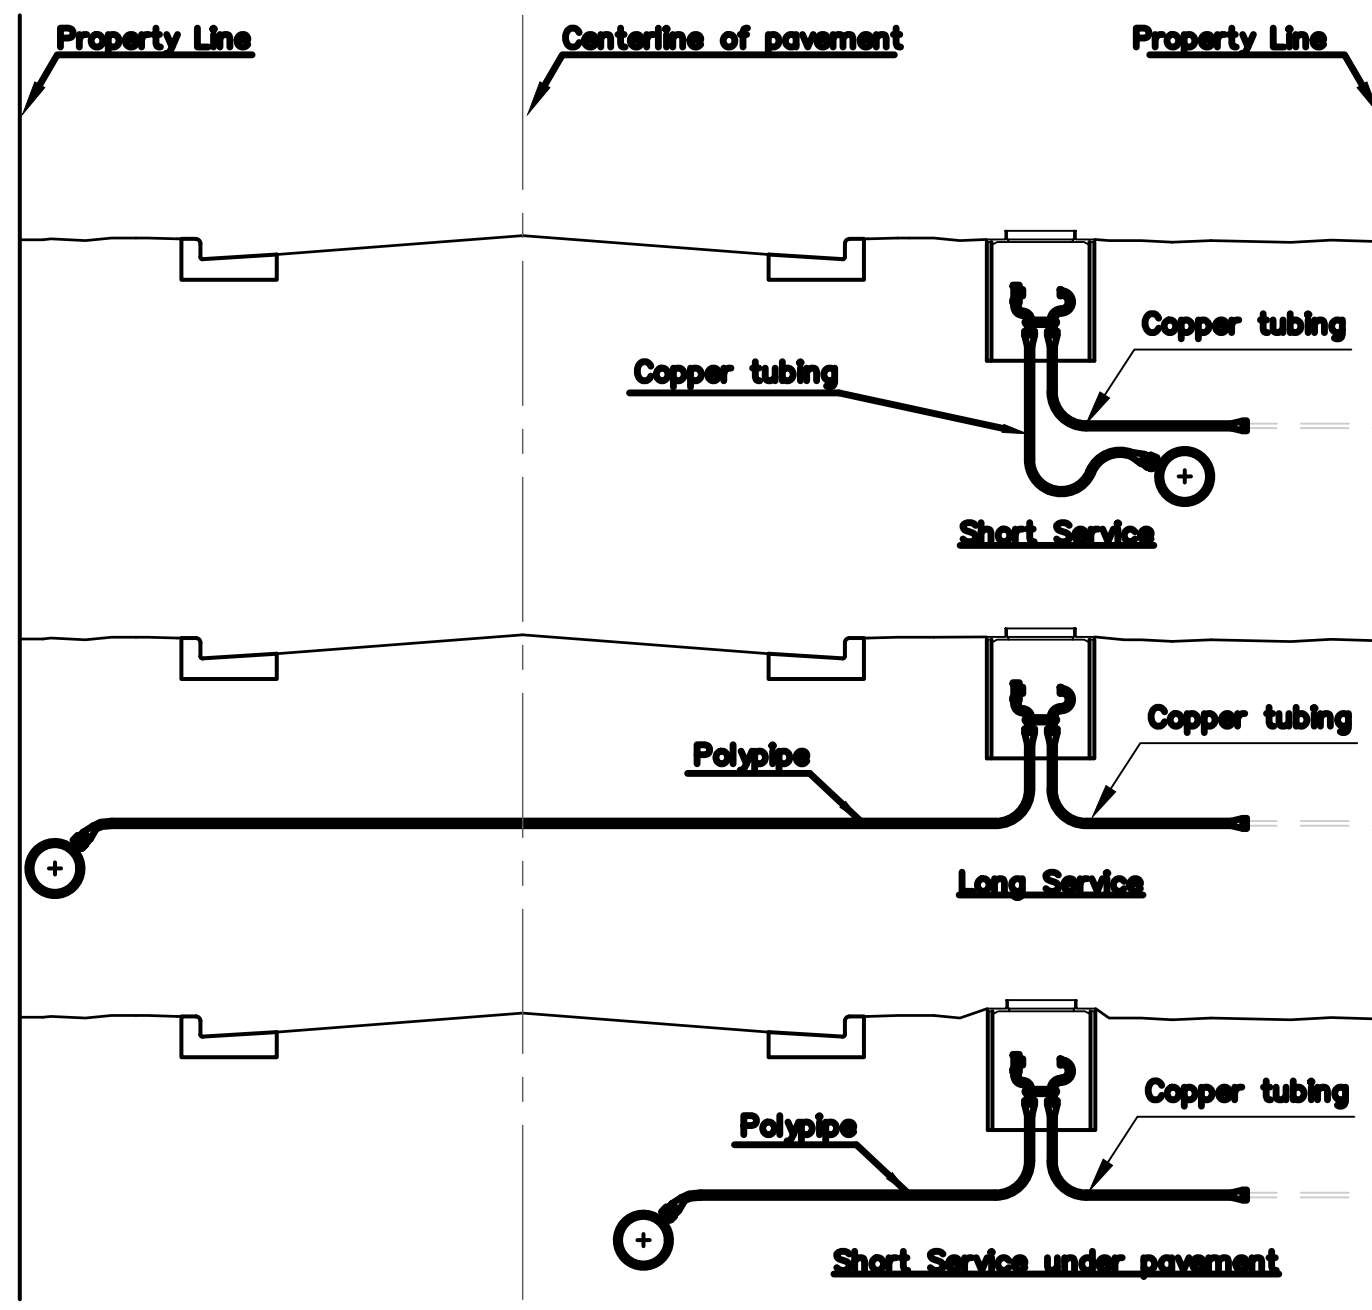 Property Line
Centerline of pavement
Property Line
Copper tubing
Copper tubing
Short Service
Copper tubing
Polypipe
Long Service
Copper tubing
Polypipe
Short Service under pavement